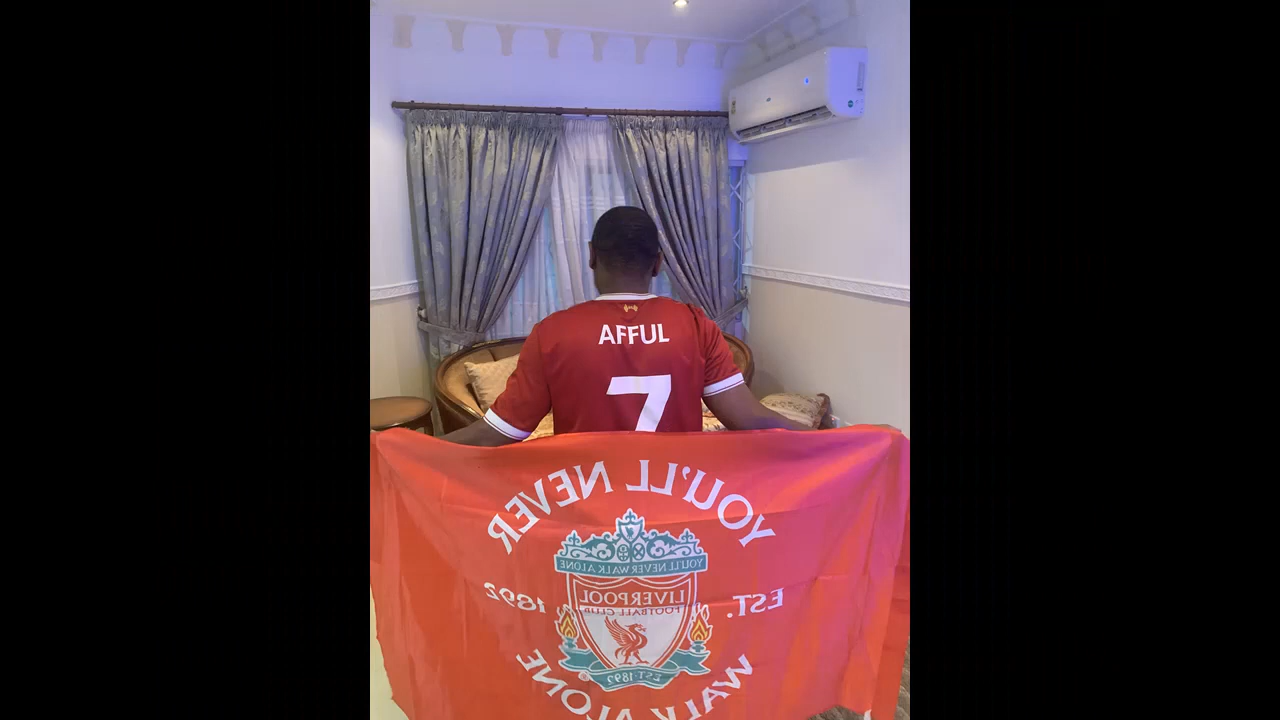 AFFUL
7
YOU'LL NEVER
YOU'LL NEVER WALK ALONE
EST. 1892
LIVERPOOL
FOOTBALL CLUB
EST·1892
WALK ALONE